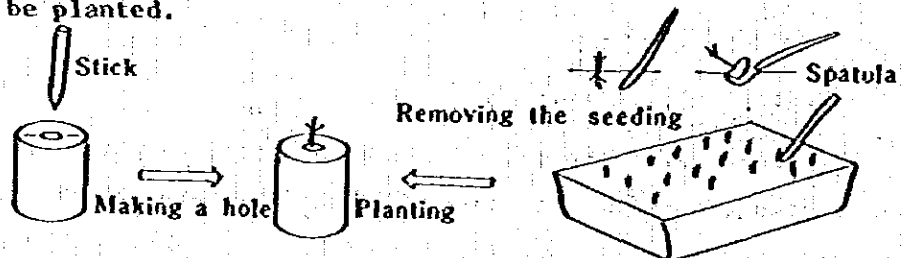 be planted.
Stick
Spatula
Removing the seeding
Making a hole
Planting